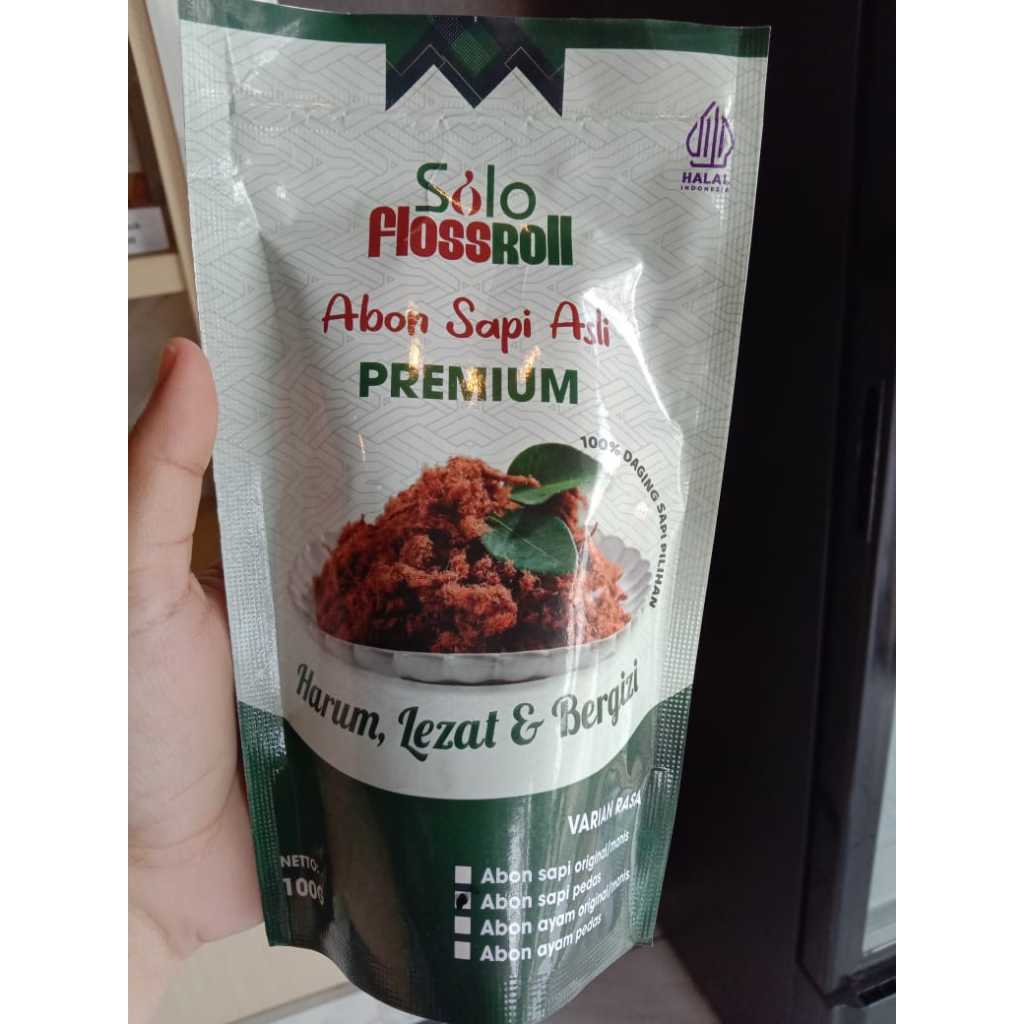 HALAL
INDONESIA
Solo
FlossRoll
Abon Sapi Asli
PREMIUM
100% DAGING SAPI PILIHAN
Harum, Lezat & Bergizi
VARIAN RASA
Abon sapi original/manis
Abon sapi pedas
Abon ayam original/manis
Abon ayam pedas
NETTO:
100G